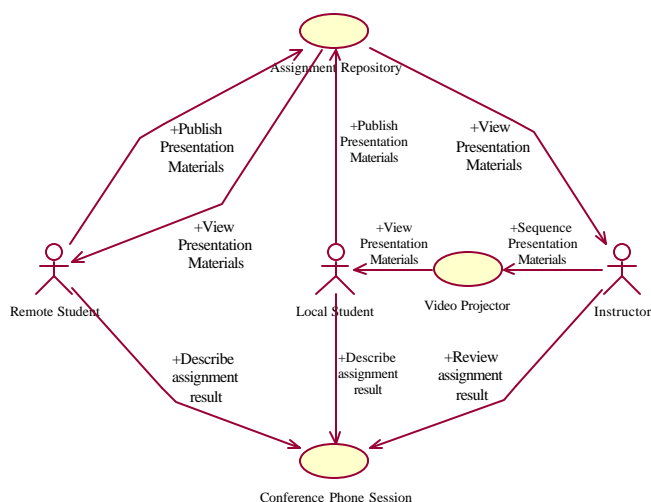 Assignment Repository
+Publish
Presentation
Materials
+Publish
Presentation
Materials
+View
Presentation
Materials
+View
Presentation
Materials
+View
Presentation
Materials
+Sequence
Presentation
Materials
Remote Student
Local Student
Video Projector
Instructor
+Describe
assignment
result
+Describe
assignment
result
+Review
assignment
result
Conference Phone Session